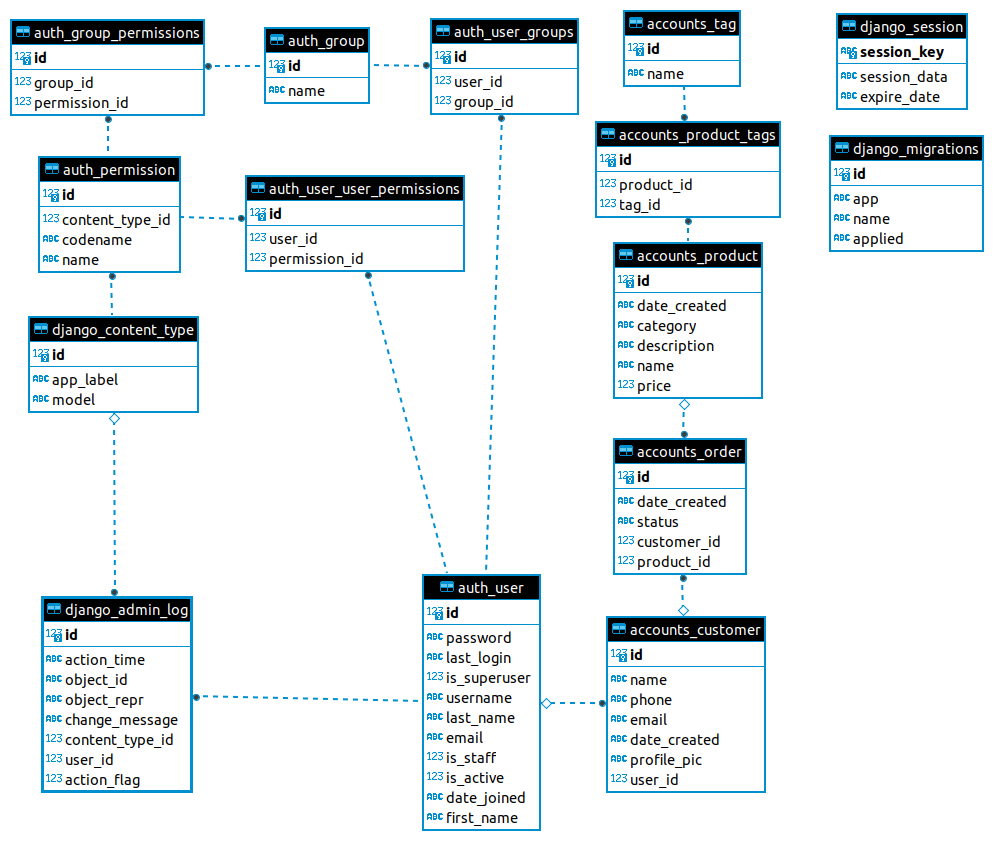 auth_group_permissions
123 id
123 group_id
123 permission_id
auth_group
123 id
ABC name
auth_user_groups
123 id
123 user_id
123 group_id
accounts_tag
123 id
ABC name
django_session
ABC session_key
ABC session_data
ABC expire_date
accounts_product_tags
123 id
123 product_id
123 tag_id
django_migrations
123 id
ABC app
ABC name
ABC applied
auth_permission
123 id
123 content_type_id
ABC codename
ABC name
auth_user_user_permissions
123 id
123 user_id
123 permission_id
accounts_product
123 id
ABC date_created
ABC category
ABC description
ABC name
123 price
django_content_type
123 id
ABC app_label
ABC model
accounts_order
123 id
ABC date_created
ABC status
123 customer_id
123 product_id
django_admin_log
123 id
ABC action_time
ABC object_id
ABC object_repr
ABC change_message
123 content_type_id
123 user_id
123 action_flag
auth_user
123 id
ABC password
ABC last_login
123 is_superuser
ABC username
ABC last_name
ABC email
123 is_staff
123 is_active
ABC date_joined
ABC first_name
accounts_customer
123 id
ABC name
ABC phone
ABC email
ABC date_created
ABC profile_pic
123 user_id